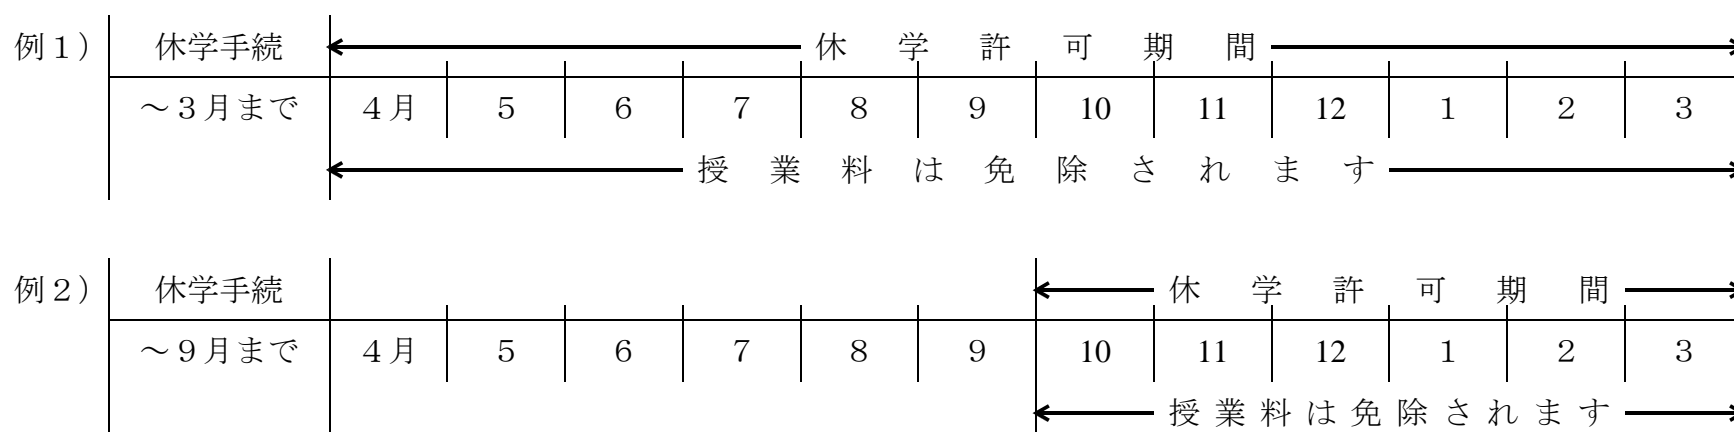 例１） 休学手続 休学許可期間
～３月まで ４月 ５ ６ ７ ８ ９ 10 11 12 １ ２ ３
授業料は免除されます
例２） 休学手続 休学許可期間
～９月まで ４月 ５ ６ ７ ８ ９ 10 11 12 １ ２ ３
授業料は免除されます